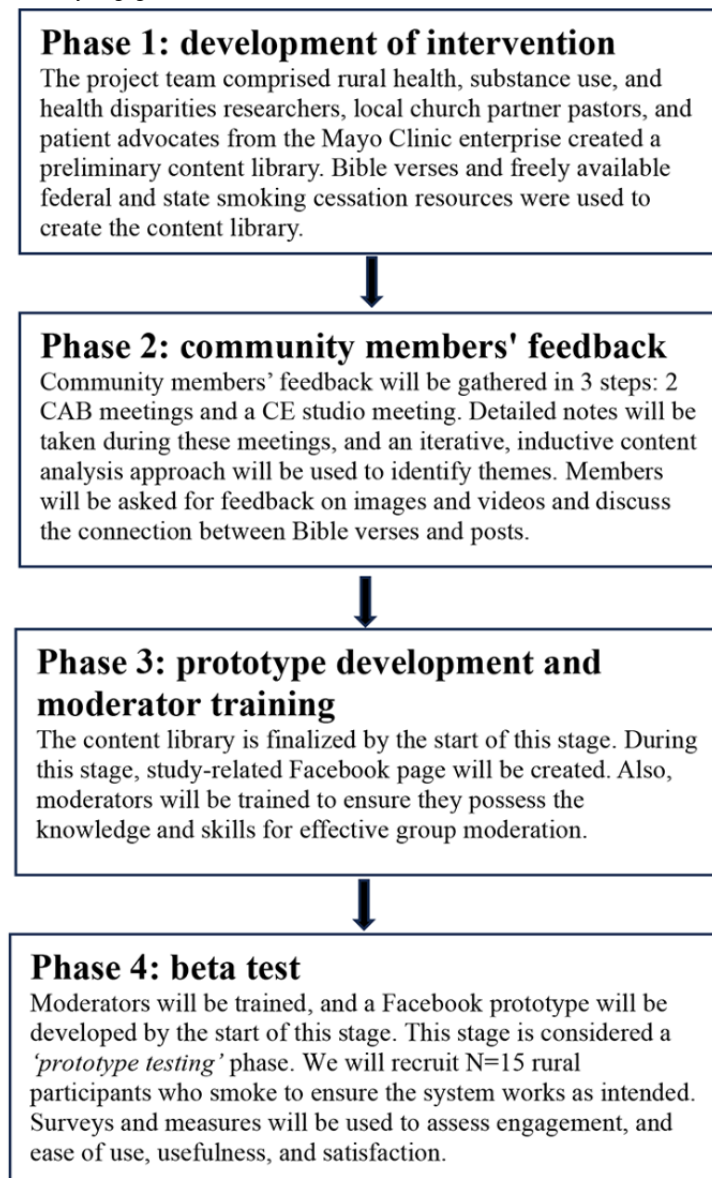 Phase 1: development of intervention
The project team comprised rural health, substance use, and
health disparities researchers, local church partner pastors, and
patient advocates from the Mayo Clinic enterprise created a
preliminary content library. Bible verses and freely available
federal and state smoking cessation resources were used to
create the content library.
Phase 2: community members' feedback
Community members’ feedback will be gathered in 3 steps: 2
CAB meetings and a CE studio meeting. Detailed notes will be
taken during these meetings, and an iterative, inductive content
analysis approach will be used to identify themes. Members
will be asked for feedback on images and videos and discuss
the connection between Bible verses and posts.
Phase 3: prototype development and
moderator training
The content library is finalized by the start of this stage. During
this stage, study-related Facebook page will be created. Also,
moderators will be trained to ensure they possess the
knowledge and skills for effective group moderation.
Phase 4: beta test
Moderators will be trained, and a Facebook prototype will be
developed by the start of this stage. This stage is considered a
‘prototype testing’ phase. We will recruit N=15 rural
participants who smoke to ensure the system works as intended.
Surveys and measures will be used to assess engagement, and
ease of use, usefulness, and satisfaction.